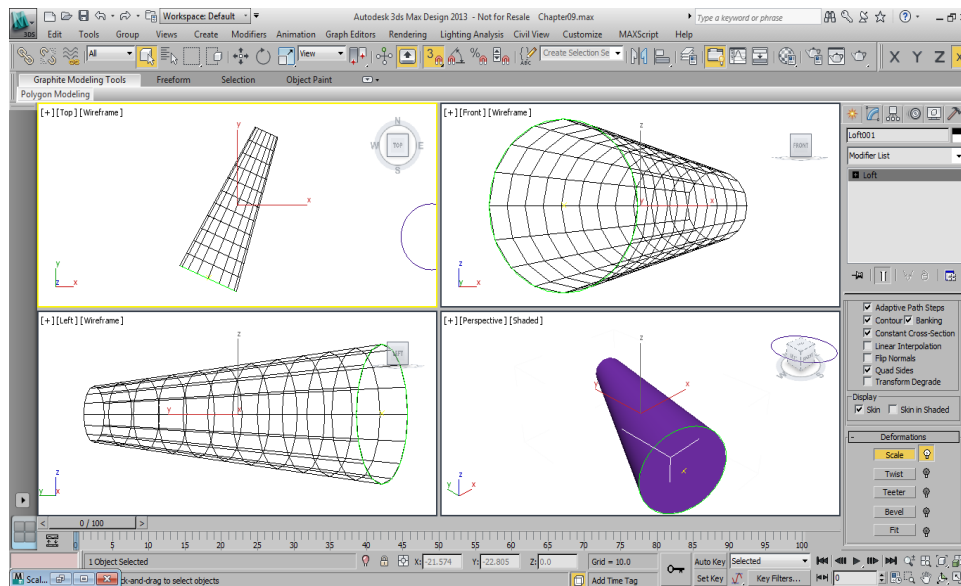 Workspace: Default
Autodesk 3ds Max Design 2013 - Not for Resale Chapter09.max
Type a keyword or phrase
3DS
Edit Tools Group Views Create Modifiers Animation Graph Editors Rendering Lighting Analysis Civil View Customize MAXScript Help
All
View
3
ABC
Create Selection Se
X Y Z X
Graphite Modeling Tools Freeform Selection Object Paint
Polygon Modeling
[+][Top][Wireframe]
N
W TOP E
S
y
x
y
z x
[+][Front][Wireframe]
FRONT
z
y x
z
y x
Loft001
Modifier List
Loft
[+][Left][Wireframe]
LEFT
z
y x
z
y x
[+][Perspective][Shaded]
z
y x
z
y x
Adaptive Path Steps
Contour Banking
Constant Cross-Section
Linear Interpolation
Flip Normals
Quad Sides
Transform Degrade
Display
Skin Skin in Shaded
- Deformations
Scale
Twist
Teeter
Bevel
Fit
< 0 / 100 >
0 5 10 15 20 25 30 35 40 45 50 55 60 65 70 75 80 85 90 95 100
1 Object Selected
X: -21.574 Y: -22.805 Z: 0.0
Grid = 10.0
Auto Key Selected
Scal...
ck-and-drag to select objects
Add Time Tag
Set Key Key Filters...
0